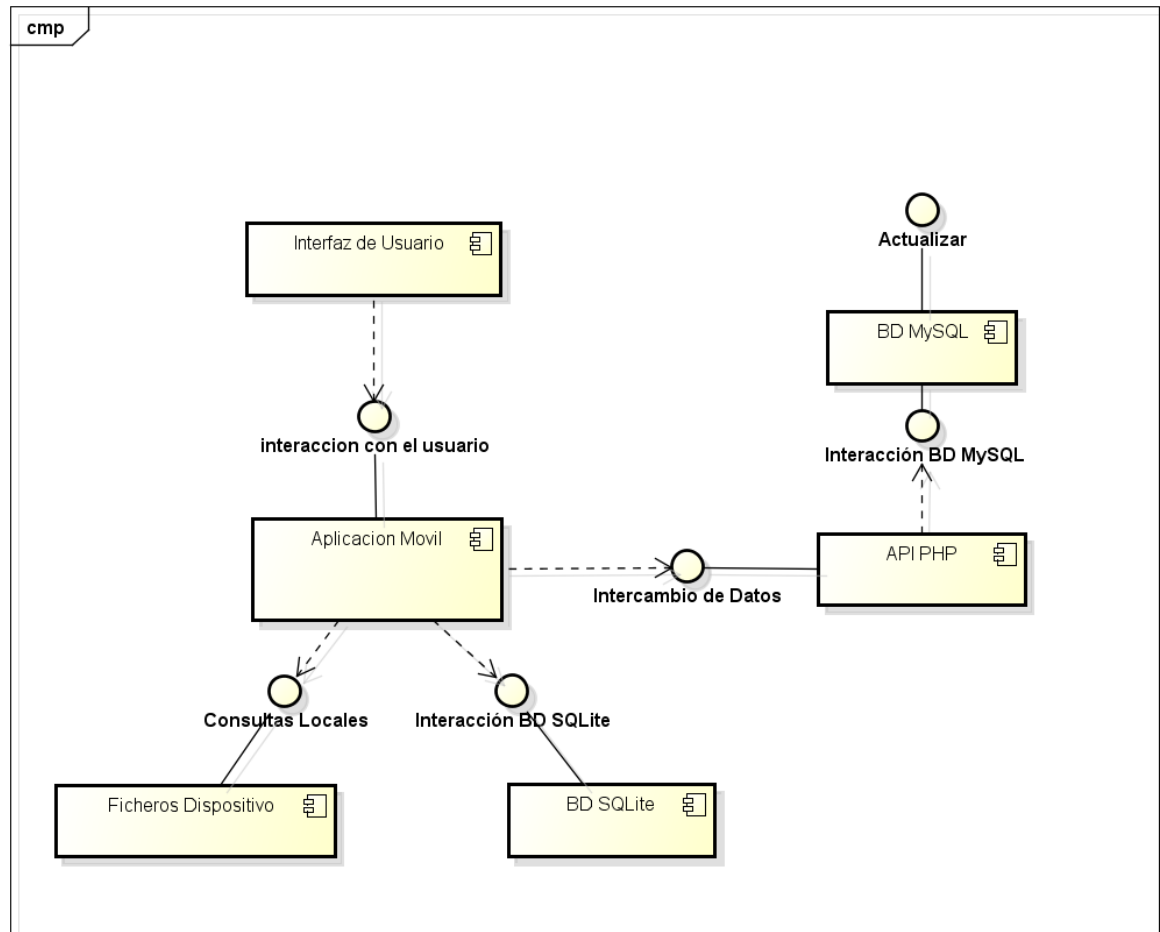 cmp
Actualizar
Interfaz de Usuario
BD MySQL
interaccion con el usuario
Interacción BD MySQL
Aplicacion Movil
API PHP
Intercambio de Datos
Consultas Locales
Interacción BD SQLite
Ficheros Dispositivo
BD SQLite